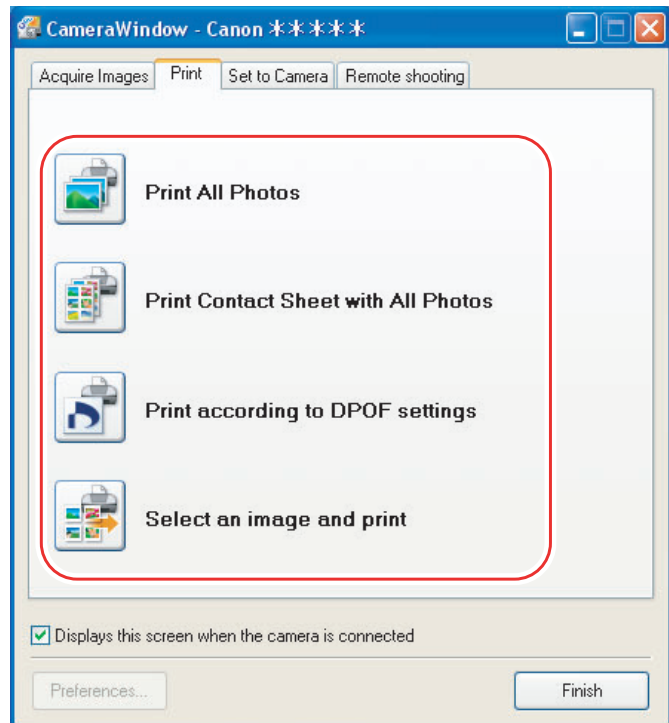 CameraWindow - Canon *****
Acquire Images Print Set to Camera Remote shooting
Print All Photos
Print Contact Sheet with All Photos
Print according to DPOF settings
Select an image and print
Displays this screen when the camera is connected
Preferences... Finish